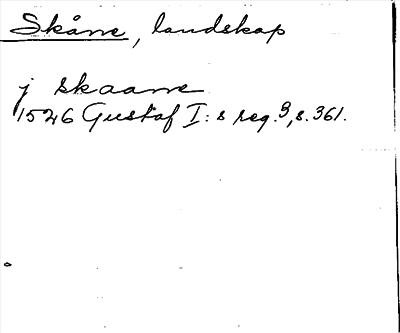 Skåne, landskap
j skaane
1526 Gustaf I:s reg. 3, s. 361.